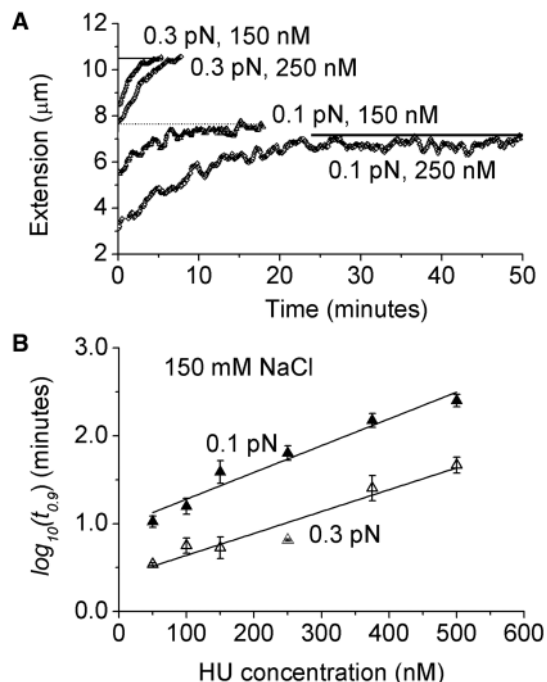 A
0.3 pN, 150 nM
0.3 pN, 250 nM
0.1 pN, 150 nM
0.1 pN, 250 nM
Extension (μm)
12
10
8
6
4
2
0 10 20 30 40 50
Time (minutes)
B
150 mM NaCl
0.1 pN
0.3 pN
log10(t0.9) (minutes)
3.0
2.0
1.0
0.0
0 100 200 300 400 500 600
HU concentration (nM)